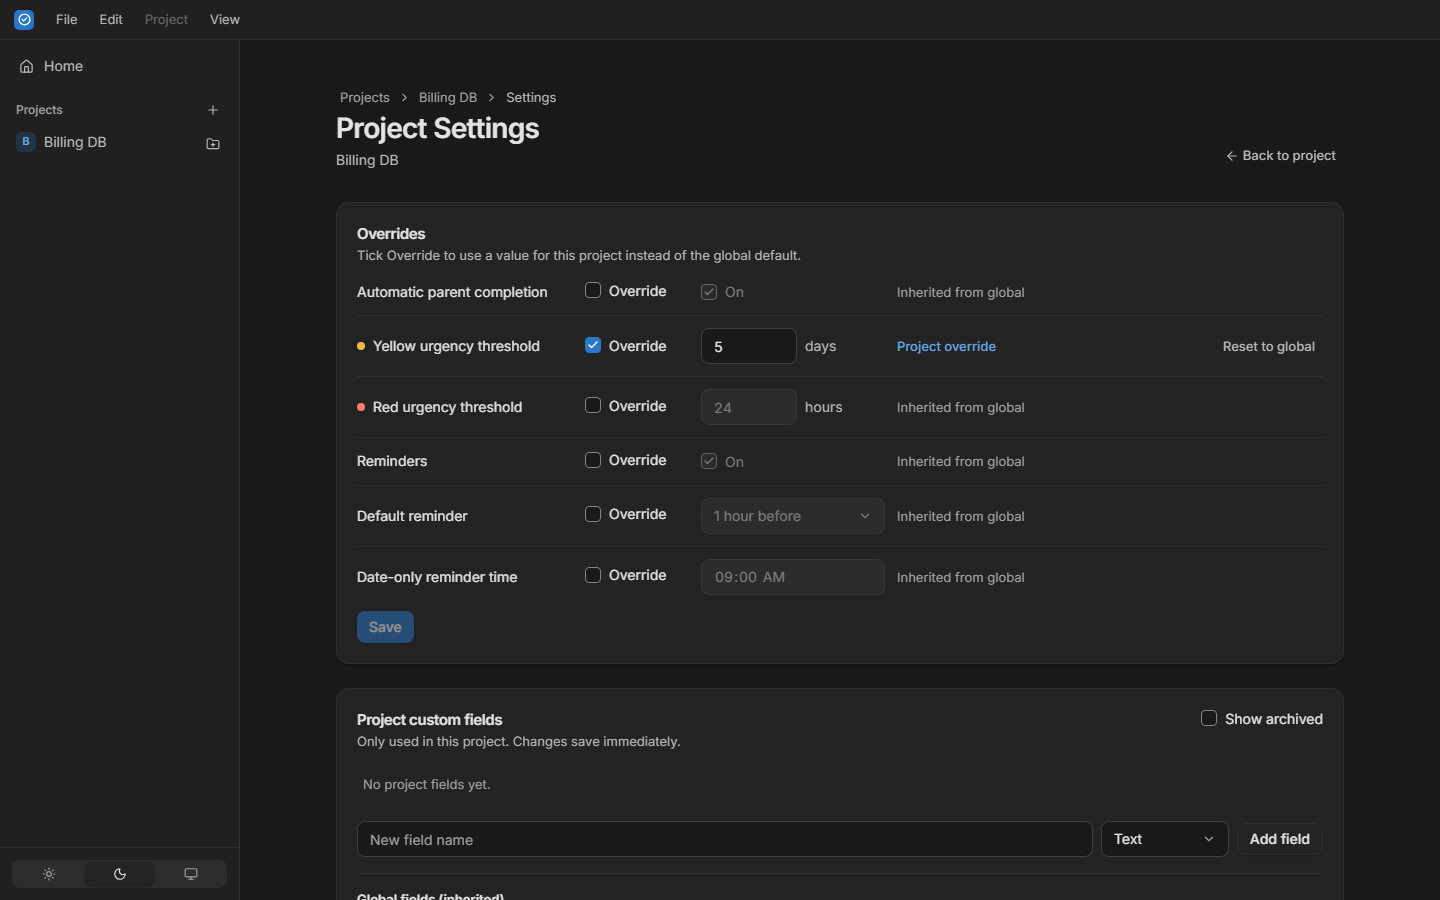 File Edit Project View
Home
Projects
B Billing DB
Projects > Billing DB > Settings
Project Settings
Billing DB
Back to project
Overrides
Tick Override to use a value for this project instead of the global default.
Automatic parent completion Override On Inherited from global
Yellow urgency threshold Override 5 days Project override Reset to global
Red urgency threshold Override 24 hours Inherited from global
Reminders Override On Inherited from global
Default reminder Override 1 hour before Inherited from global
Date-only reminder time Override 09:00 AM Inherited from global
Save
Project custom fields Show archived
Only used in this project. Changes save immediately.
No project fields yet.
New field name Text Add field
Global fields (inherited)